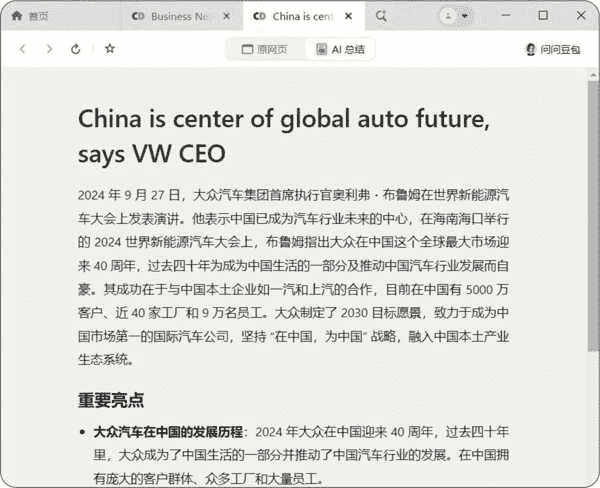 首页
Business Ne
China is cent
原网页
AI 总结
问问豆包
China is center of global auto future,
says VW CEO
2024 年 9 月 27 日，大众汽车集团首席执行官奥利弗・布鲁姆在世界新能源汽
车大会上发表演讲。他表示中国已成为汽车行业未来的中心，在海南海口举行
的 2024 世界新能源汽车大会上，布鲁姆指出大众在中国这个全球最大市场迎
来 40 周年，过去四十年为成为中国生活的一部分及推动中国汽车行业发展而自
豪。其成功在于与中国本土企业如一汽和上汽的合作，目前在中国有 5000 万
客户、近 40 家工厂和 9 万名员工。大众制定了 2030 目标愿景，致力于成为中
国市场第一的国际汽车公司，坚持 “在中国，为中国” 战略，融入中国本土产业
生态系统。
重要亮点
• 大众汽车在中国的发展历程：2024 年大众在中国迎来 40 周年，过去四十年
里，大众成为了中国生活的一部分并推动了中国汽车行业的发展。在中国拥
有庞大的客户群体、众多工厂和大量员工。